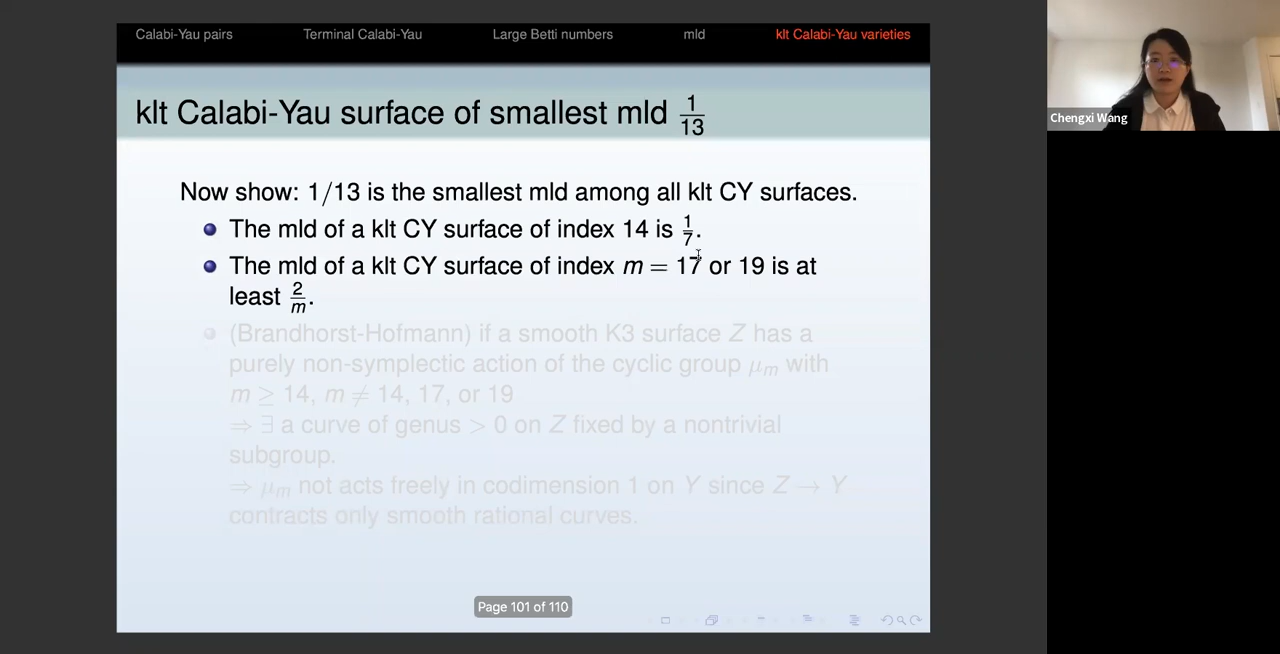 Calabi-Yau pairs Terminal Calabi-Yau Large Betti numbers mld klt Calabi-Yau varieties
klt Calabi-Yau surface of smallest mld 1/13
Now show: 1/13 is the smallest mld among all klt CY surfaces.
The mld of a klt CY surface of index 14 is 1/7.
The mld of a klt CY surface of index m = 17 or 19 is at
least 2/m.
(Brandhorst-Hofmann) if a smooth K3 surface Z has a
purely non-symplectic action of the cyclic group μm with
m ≥ 14, m ≠ 14, 17, or 19
⇒ ∃ a curve of genus > 0 on Z fixed by a nontrivial
subgroup.
⇒ μm not acts freely in codimension 1 on Y since Z → Y
contracts only smooth rational curves.
Page 101 of 110
Chengxi Wang